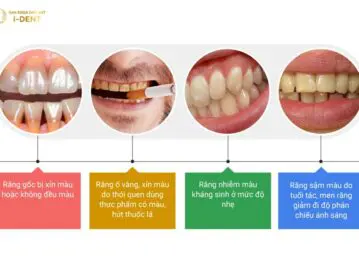 NHA KHOA ĐẸP VIỆT
I-DENT
Răng gốc bị xỉn màu
hoặc không đều màu
Răng ố vàng, xỉn màu
do thói quen dùng
thực phẩm có màu,
hút thuốc lá
Răng nhiễm màu
kháng sinh ở mức độ
nhẹ
Răng sậm màu do
tuổi tác, men răng
giảm đi độ phản
chiếu ánh sáng